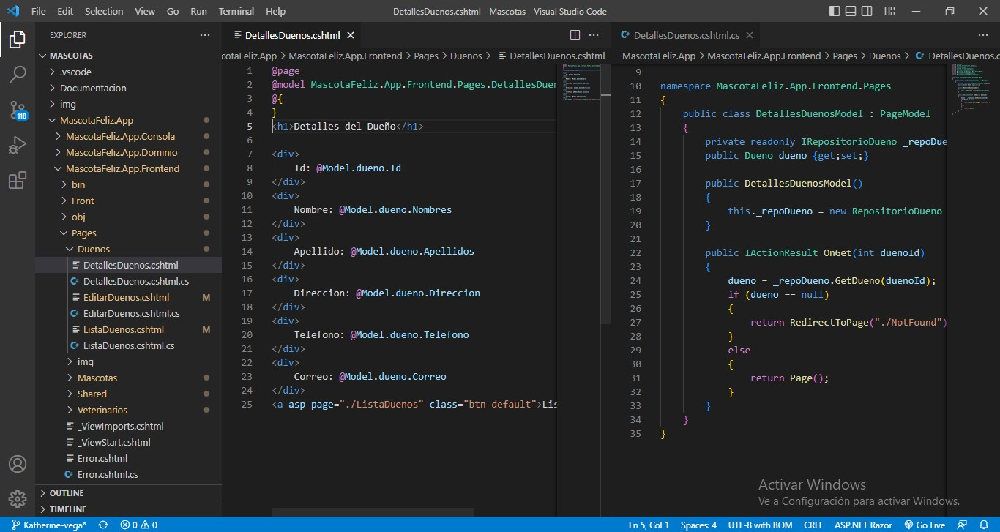 File Edit Selection View Go Run Terminal Help DetallesDuenos.cshtml - Mascotas - Visual Studio Code
EXPLORER
MASCOTAS
.vscode
Documentacion
img
MascotaFeliz.App
MascotaFeliz.App.Consola
MascotaFeliz.App.Dominio
MascotaFeliz.App.Frontend
bin
Front
obj
Pages
Duenos
DetallesDuenos.cshtml
DetallesDuenos.cshtml.cs
EditarDuenos.cshtml M
EditarDuenos.cshtml.cs
ListaDuenos.cshtml M
ListaDuenos.cshtml.cs
img
Mascotas
Shared
Veterinarios
_ViewImports.cshtml
_ViewStart.cshtml
Error.cshtml
Error.cshtml.cs
OUTLINE
TIMELINE
118
DetallesDuenos.cshtml
cotaFeliz.App > MascotaFeliz.App.Frontend > Pages > Duenos > DetallesDuenos.cshtml
1 @page
2 @model MascotaFeliz.App.Frontend.Pages.DetallesDuen
3 @{
4 }
5 <h1>Detalles del Dueño</h1>
6
7 <div>
8 Id: @Model.dueno.Id
9 </div>
10 <div>
11 Nombre: @Model.dueno.Nombres
12 </div>
13 <div>
14 Apellido: @Model.dueno.Apellidos
15 </div>
16 <div>
17 Direccion: @Model.dueno.Direccion
18 </div>
19 <div>
20 Telefono: @Model.dueno.Telefono
21 </div>
22 <div>
23 Correo: @Model.dueno.Correo
24 </div>
25 <a asp-page="./ListaDuenos" class="btn-default">Lis
DetallesDuenos.cshtml.cs
MascotaFeliz.App > MascotaFeliz.App.Frontend > Pages > Duenos > DetallesDuenos.c
9
10 namespace MascotaFeliz.App.Frontend.Pages
11 {
12 public class DetallesDuenosModel : PageModel
13 {
14 private readonly IRepositorioDueno _repoDue
15 public Dueno dueno {get;set;}
16
17 public DetallesDuenosModel()
18 {
19 this._repoDueno = new RepositorioDueno
20 }
21
22 public IActionResult OnGet(int duenoId)
23 {
24 dueno = _repoDueno.GetDueno(duenoId);
25 if (dueno == null)
26 {
27 return RedirectToPage("./NotFound")
28 }
29 else
30 {
31 return Page();
32 }
33 }
34 }
35 }
Activar Windows
Ve a Configuración para activar Windows.
Katherine-vega* 0 0 Ln 5, Col 1 Spaces: 4 UTF-8 with BOM CRLF ASP.NET Razor Go Live